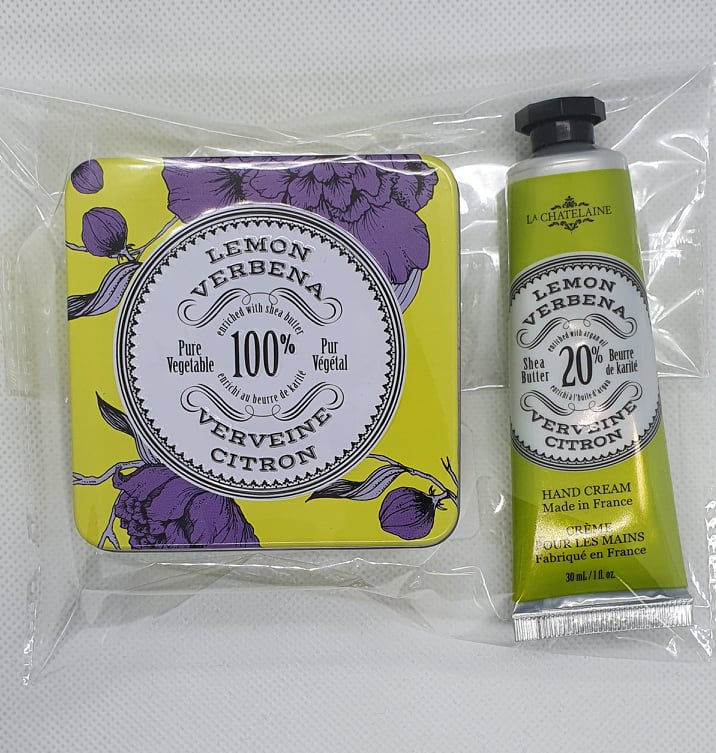 LEMON
VERBENA
enriched with shea butter
Pure
Vegetable
100%
Pur
Végétal
enrichi au beurre de karité
VERVEINE
CITRON
LA CHATELAINE
LEMON
VERBENA
enriched with argan oil
Shea
Butter
20%
Beurre
de karité
enrichi à l'huile d'argan
VERVEINE
CITRON
HAND CREAM
Made in France
CRÈME
POUR LES MAINS
Fabriqué en France
30 mL / 1 fl. oz.